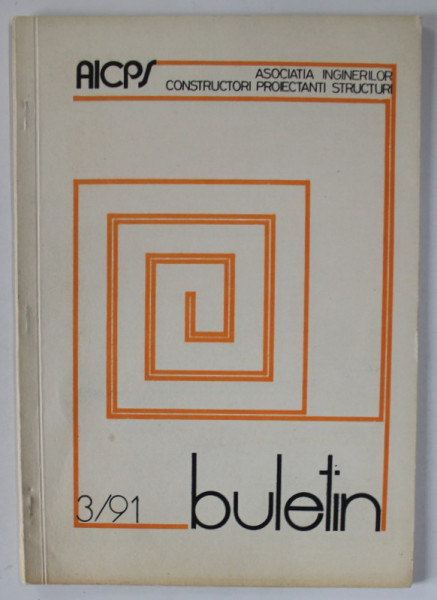 AICPS
ASOCIATIA INGINERILOR
CONSTRUCTORI PROIECTANTI STRUCTURI
3/91
buletin